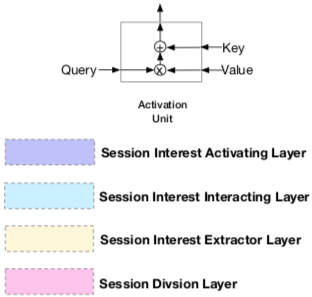 Key
Query
Value
Activation
Unit
Session Interest Activating Layer
Session Interest Interacting Layer
Session Interest Extractor Layer
Session Divsion Layer